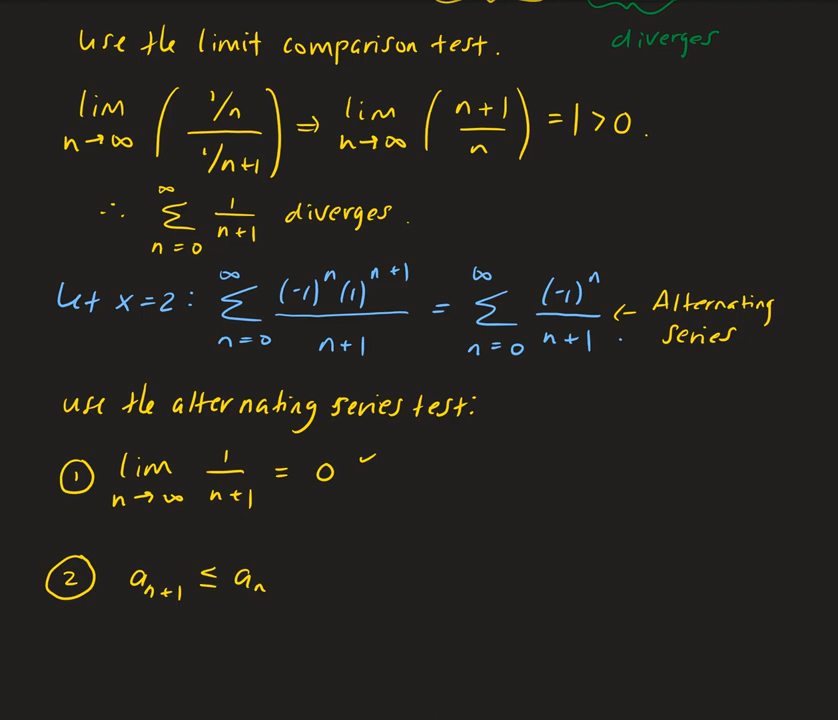 use the limit comparison test.
diverges
lim n→∞ ( 1/n / 1/n+1 ) ⇒ lim n→∞ ( n+1 / n ) = 1 > 0.
∴ ∞ Σ n=0 1/n+1 diverges.
Let x=2: ∞ Σ n=0 (-1)^n (1)^n+1 / n+1 = ∞ Σ n=0 (-1)^n / n+1 . ← Alternating series
use the alternating series test:
① lim n→∞ 1/n+1 = 0 ✓
② a_n+1 ≤ a_n